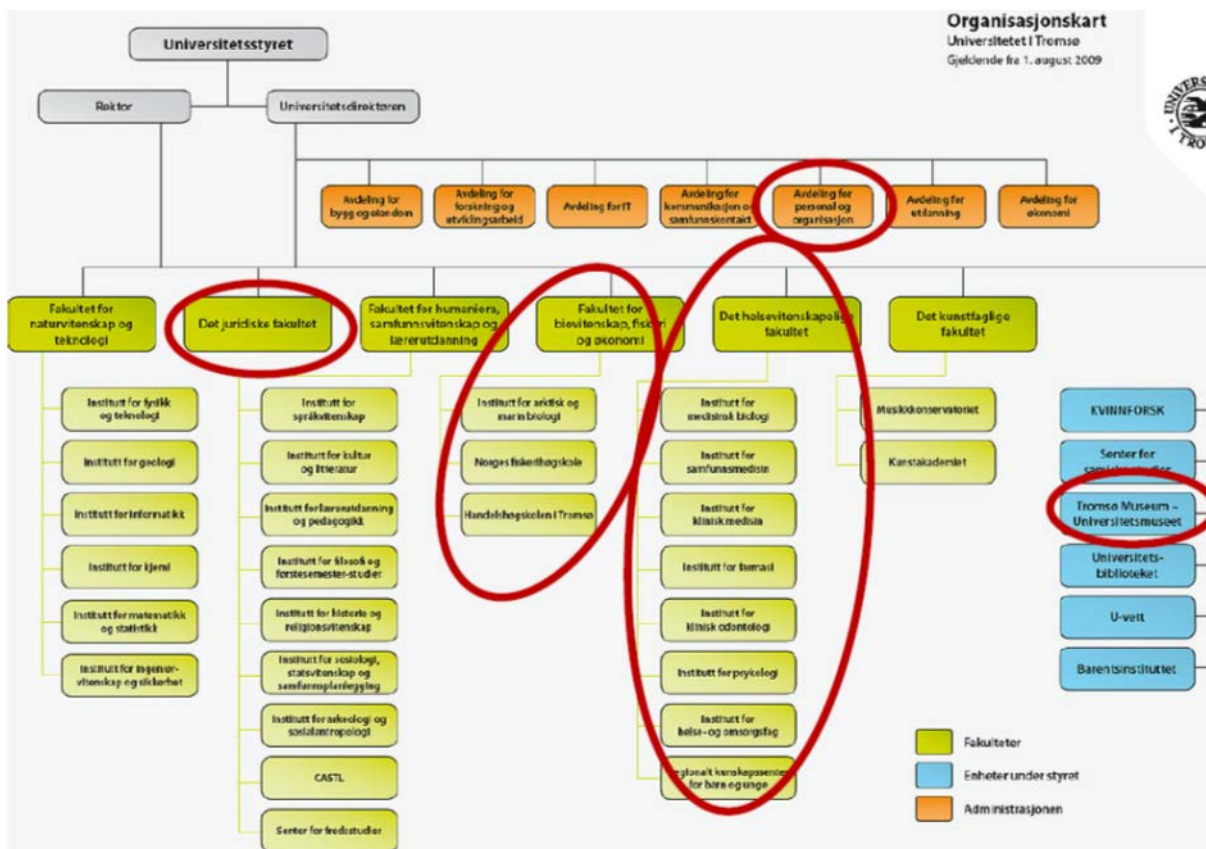 Organisasjonskart
Universitetet i Tromsø
Gjeldende fra 1. august 2009
Universitetsstyret
Rektor
Universitetsdirektøren
Avdeling for
bygg og eiendom
Avdeling for
forskning og
utviklingsarbeid
Avdeling for IT
Avdeling for
kommunikasjon og
samfunnskontakt
Avdeling for
personal og
organisasjon
Avdeling for
utdanning
Avdeling for
økonomi
Fakultet for
naturvitenskap og
teknologi
Det juridiske fakultet
Fakultet for humaniora,
samfunnsvitenskap og
lærerutdanning
Fakultet for
biovitenskap, fiskeri
og økonomi
Det helsevitenskapelige
fakultet
Det kunstfaglige
fakultet
Institutt for fysikk
og teknologi
Institutt for geologi
Institutt for informatikk
Institutt for kjemi
Institutt for matematikk
og statistikk
Institutt for ingeniør-
vitenskap og sikkerhet
Institutt for
språkvitenskap
Institutt for kultur
og litteratur
Institutt for lærerutdanning
og pedagogikk
Institutt for filosofi og
førstesemester-studier
Institutt for historie og
religionsvitenskap
Institutt for sosiologi,
statsvitenskap og
samfunnsplanlegging
Institutt for arkeologi og
sosialantropologi
CASTL
Senter for fredsstudier
Institutt for arktisk og
marin biologi
Norges fiskerihøgskole
Handelshøgskolen i Tromsø
Institutt for
medisinsk biologi
Institutt for
samfunnsmedisin
Institutt for
klinisk medisin
Institutt for farmasi
Institutt for
klinisk odontologi
Institutt for psykologi
Institutt for
helse- og omsorgsfag
Regionalt kunskapssenter
for barn og unge
Musikkonservatoriet
Kunstakademiet
KVINNFORSK
Senter for
samiske studier
Tromsø Museum –
Universitetsmuseet
Universitets-
biblioteket
U-vett
Barentsinstituttet
Fakulteter
Enheter under styret
Administrasjonen